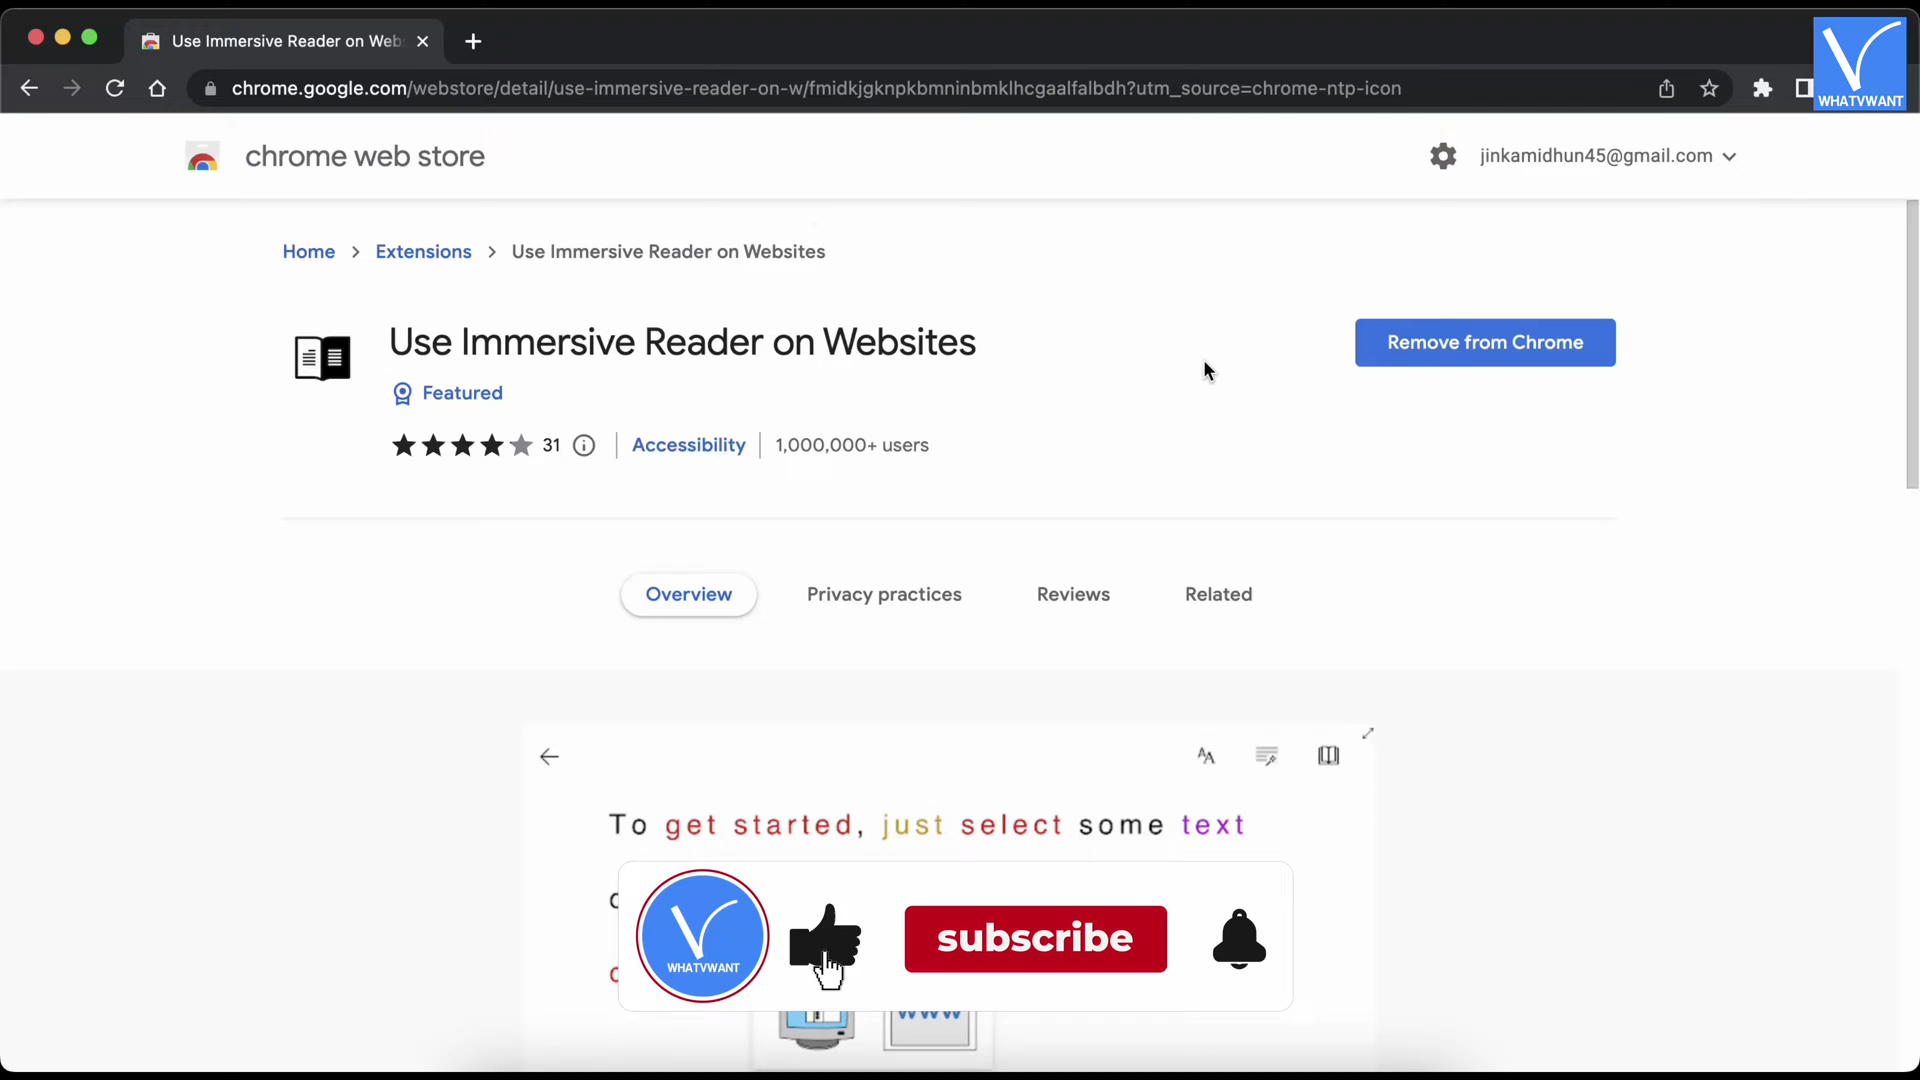 Use Immersive Reader on Web
WHATVWANT
chrome.google.com/webstore/detail/use-immersive-reader-on-w/fmidkjgknpkbmninbmklhcgaalfalbdh?utm_source=chrome-ntp-icon
chrome web store
jinkamidhun45@gmail.com
Home > Extensions > Use Immersive Reader on Websites
Use Immersive Reader on Websites
Remove from Chrome
Featured
31
Accessibility
1,000,000+ users
Overview
Privacy practices
Reviews
Related
To get started, just select some text
WHATVWANT
subscribe
www